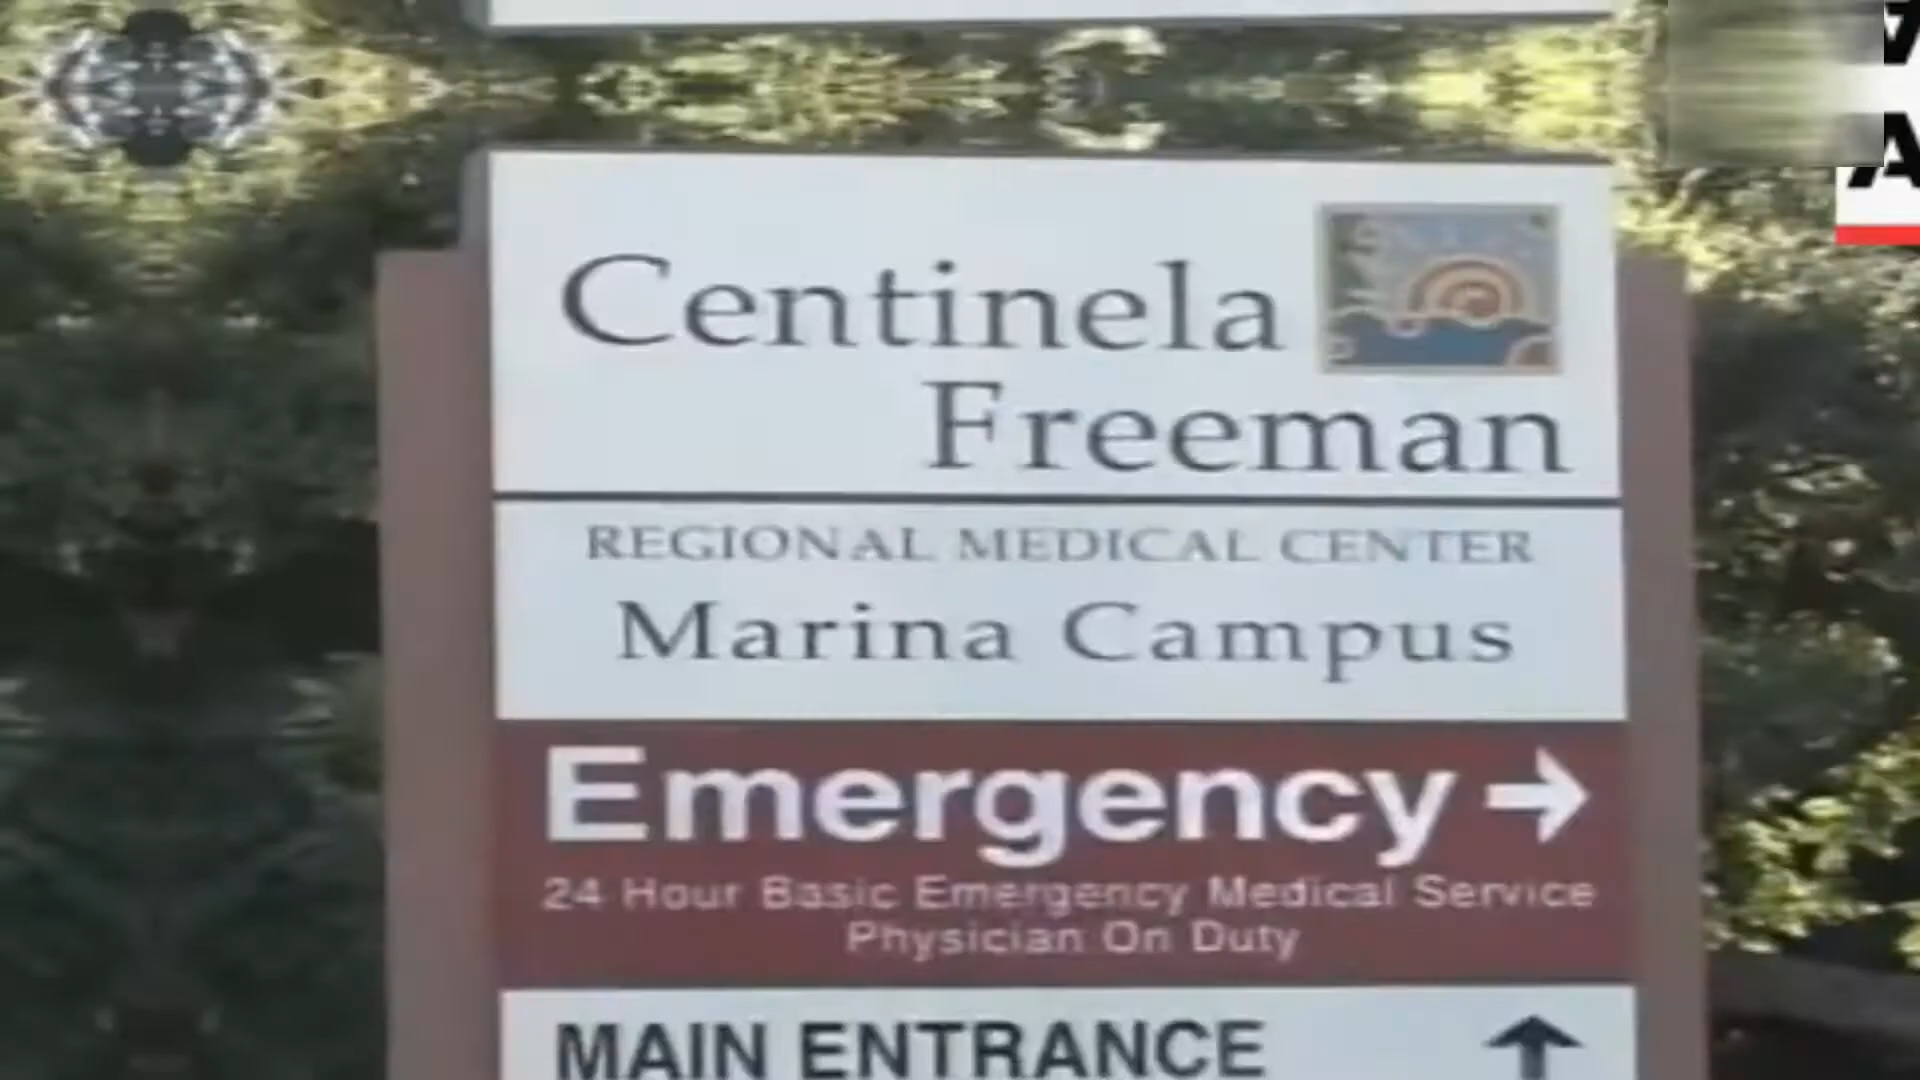 Centinela
Freeman
REGIONAL MEDICAL CENTER
Marina Campus
Emergency →
24 Hour Basic Emergency Medical Service
Physician On Duty
MAIN ENTRANCE ↑